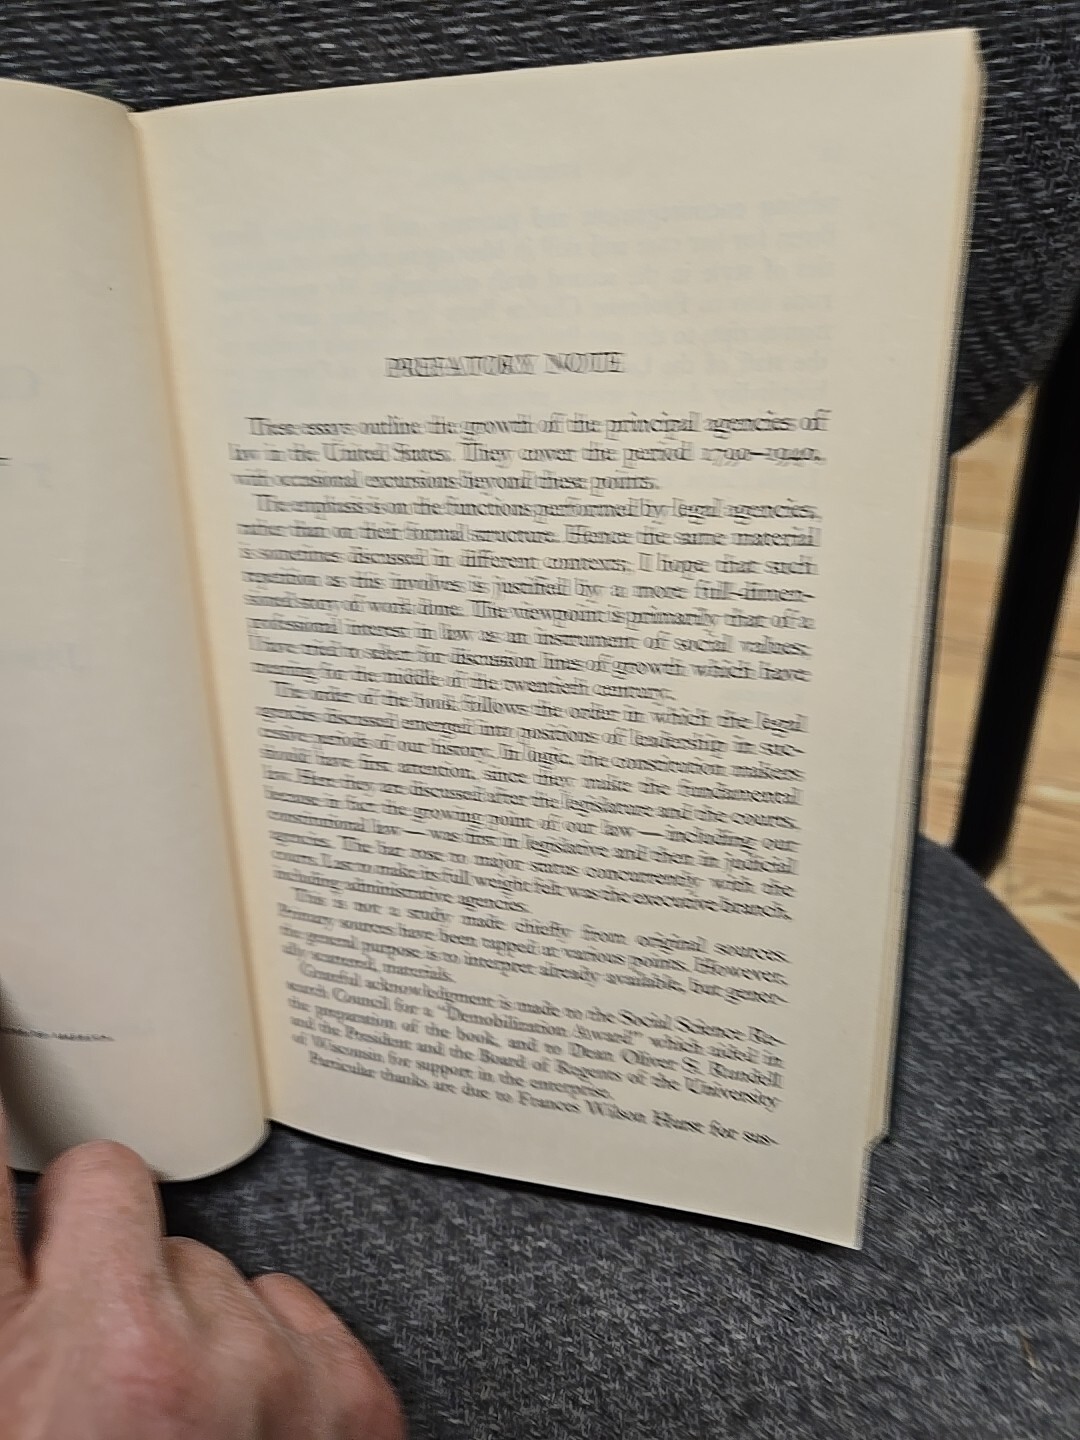 PREFATORY NOTE
These essays outline the growth of the principal agencies of
law in the United States. They cover the period 1790–1940,
with occasional excursions beyond these points.
The emphasis is on the functions performed by legal agencies,
rather than on their formal structure. Hence the same material
is sometimes discussed in different contexts; I hope that such
repetition as this involves is justified by a more full-dimen-
sional story of work done. The viewpoint is primarily that of a
professional interest in law as an instrument of social values;
I have tried to select for discussion lines of growth which have
meaning for the middle of the twentieth century.
The order of the book follows the order in which the legal
agencies discussed emerged into positions of leadership in suc-
cessive periods of our history. In logic, the constitution makers
should have first attention, since they make the fundamental
law. Here they are discussed after the legislature and the courts,
because in fact the growing point of our law — including our
constitutional law — was first in legislative and then in judicial
agencies. The bar rose to major status concurrently with the
courts. Last to make its full weight felt was the executive branch,
including administrative agencies.
This is not a study made chiefly from original sources.
Primary sources have been tapped at various points. However,
the general purpose is to interpret already available, but gener-
ally scattered, materials.
Grateful acknowledgment is made to the Social Science Re-
search Council for a "Demobilization Award" which aided in
the preparation of the book, and to Dean Oliver S. Rundell
and the President and the Board of Regents of the University
of Wisconsin for support in the enterprise.
Particular thanks are due to Frances Wilson Hurst for sus-